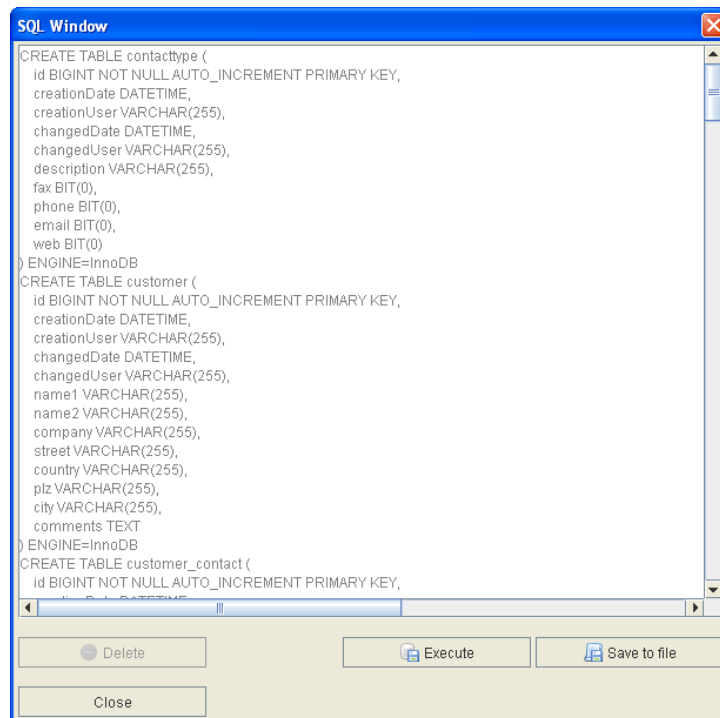 SQL Window
CREATE TABLE contacttype (
id BIGINT NOT NULL AUTO_INCREMENT PRIMARY KEY,
creationDate DATETIME,
creationUser VARCHAR(255),
changedDate DATETIME,
changedUser VARCHAR(255),
description VARCHAR(255),
fax BIT(0),
phone BIT(0),
email BIT(0),
web BIT(0)
) ENGINE=InnoDB
CREATE TABLE customer (
id BIGINT NOT NULL AUTO_INCREMENT PRIMARY KEY,
creationDate DATETIME,
creationUser VARCHAR(255),
changedDate DATETIME,
changedUser VARCHAR(255),
name1 VARCHAR(255),
name2 VARCHAR(255),
company VARCHAR(255),
street VARCHAR(255),
country VARCHAR(255),
plz VARCHAR(255),
city VARCHAR(255),
comments TEXT
) ENGINE=InnoDB
CREATE TABLE customer_contact (
id BIGINT NOT NULL AUTO_INCREMENT PRIMARY KEY,
Delete
Execute
Save to file
Close